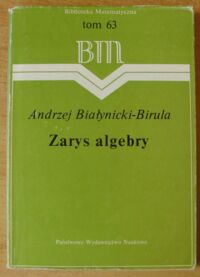 Biblioteka Matematyczna
tom 63
BM
Andrzej Białynicki-Birula
Zarys algebry
Państwowe Wydawnictwo Naukowe